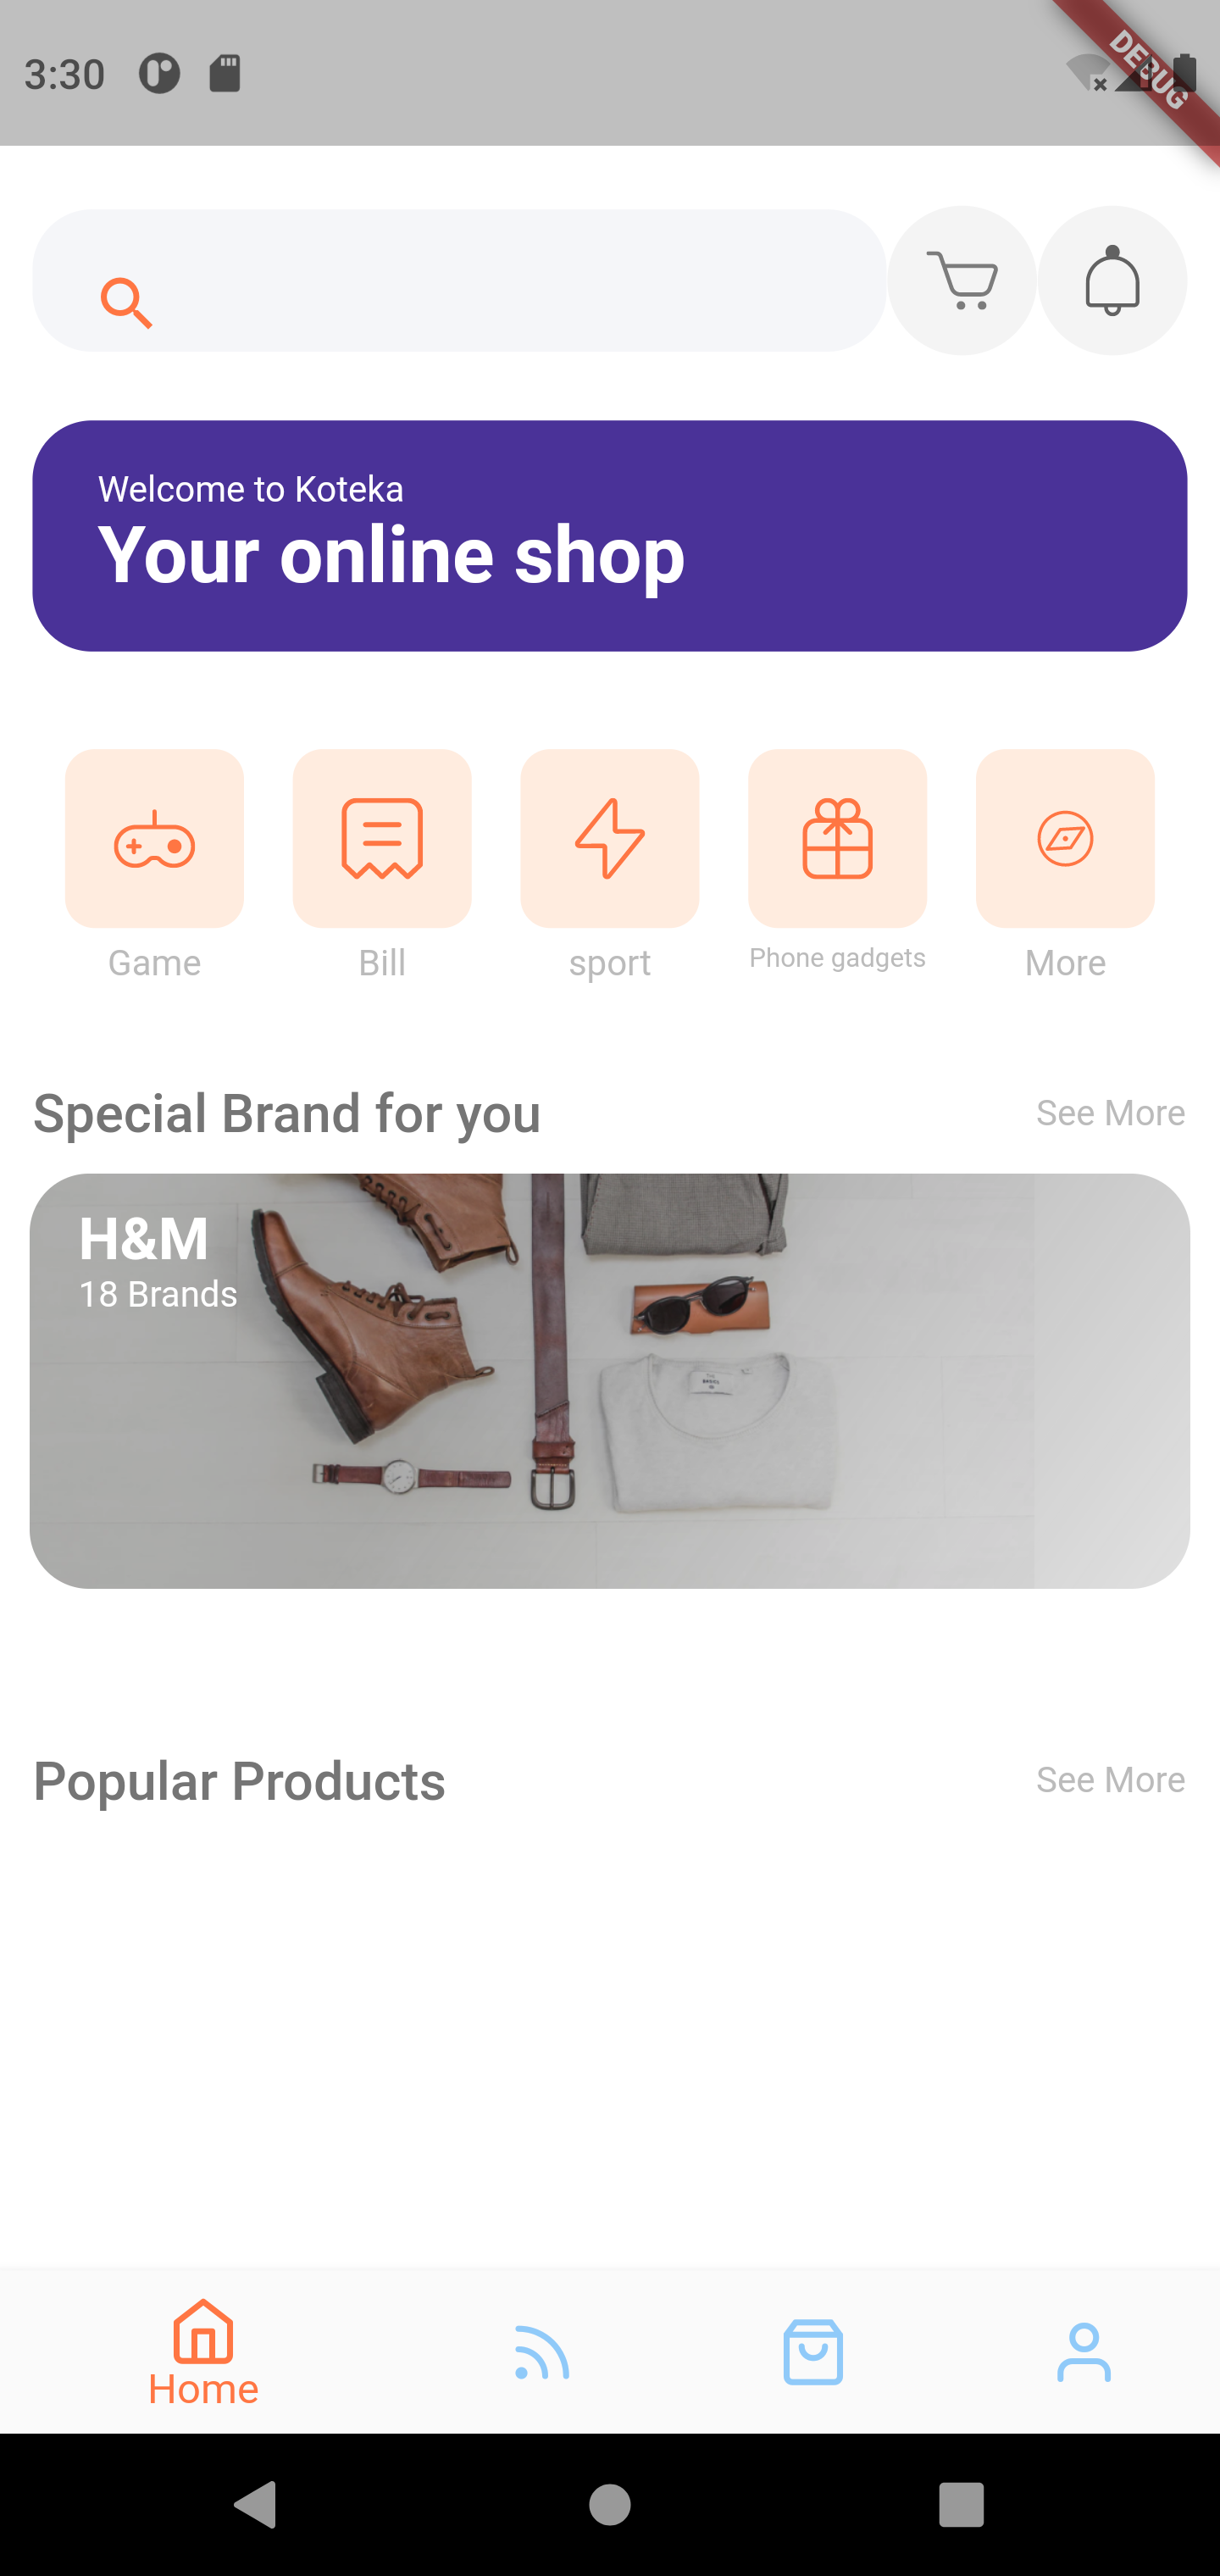 3:30
DEBUG
Welcome to Koteka
Your online shop
Game
Bill
sport
Phone gadgets
More
Special Brand for you
See More
H&M
18 Brands
Popular Products
See More
Home